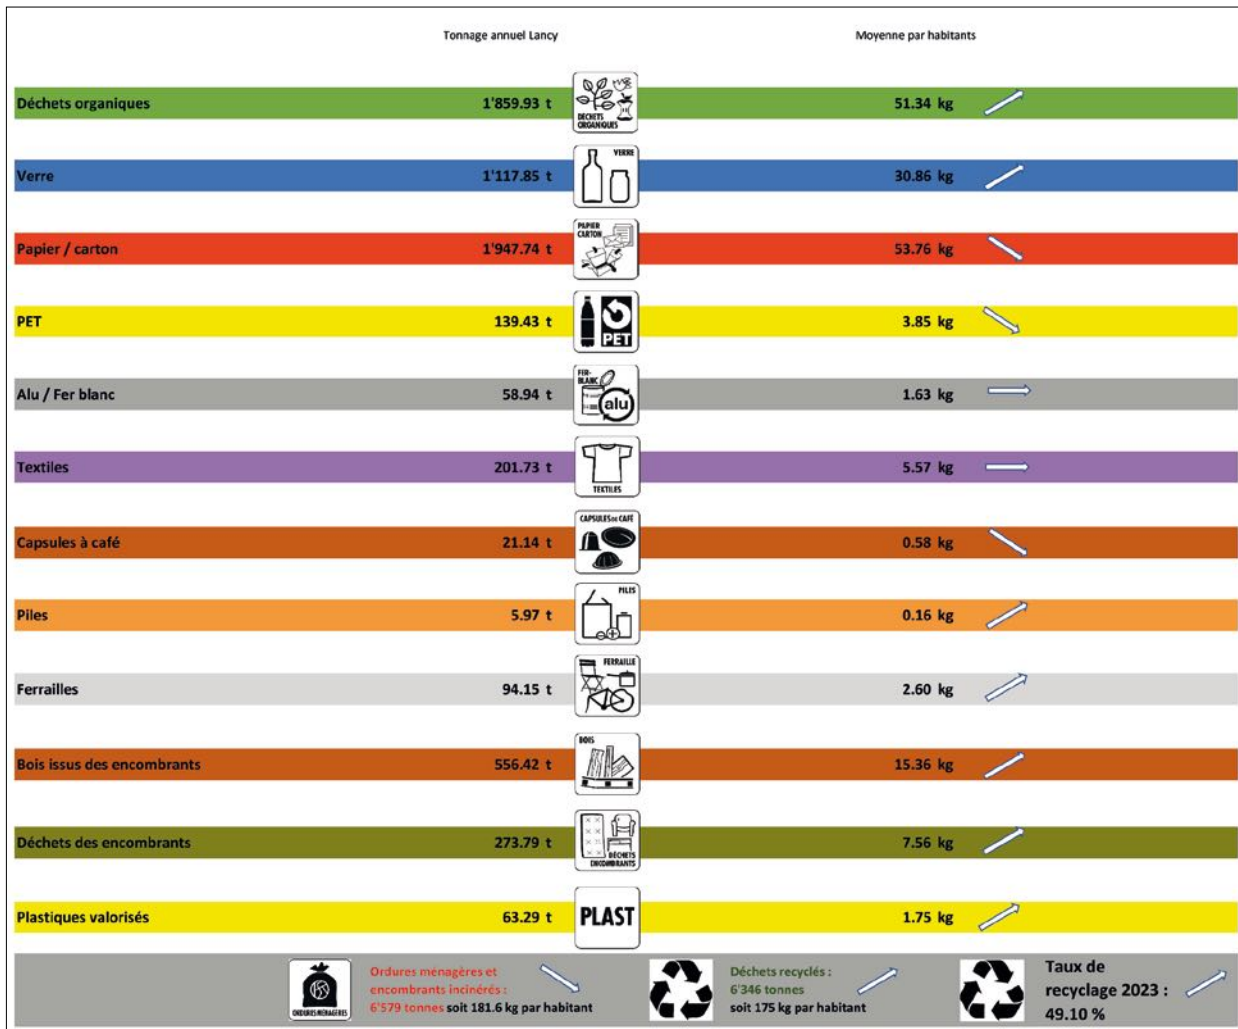 Tonnage annuel Lancy Moyenne par habitants
Déchets organiques 1'859.93 t DÉCHETS ORGANIQUES 51.34 kg
Verre 1'117.85 t VERRE 30.86 kg
Papier / carton 1'947.74 t PAPIER CARTON 53.76 kg
PET 139.43 t PET 3.85 kg
Alu / Fer blanc 58.94 t FER-BLANC alu 1.63 kg
Textiles 201.73 t TEXTILES 5.57 kg
Capsules à café 21.14 t CAPSULES DE CAFÉ 0.58 kg
Piles 5.97 t PILES 0.16 kg
Ferrailles 94.15 t FERRAILLE 2.60 kg
Bois issus des encombrants 556.42 t BOIS 15.36 kg
Déchets des encombrants 273.79 t DÉCHETS ENCOMBRANTS 7.56 kg
Plastiques valorisés 63.29 t PLAST 1.75 kg
ORDURES MÉNAGÈRES
Ordures ménagères et
encombrants incinérés :
6'579 tonnes soit 181.6 kg par habitant
Déchets recyclés :
6'346 tonnes
soit 175 kg par habitant
Taux de
recyclage 2023 :
49.10 %